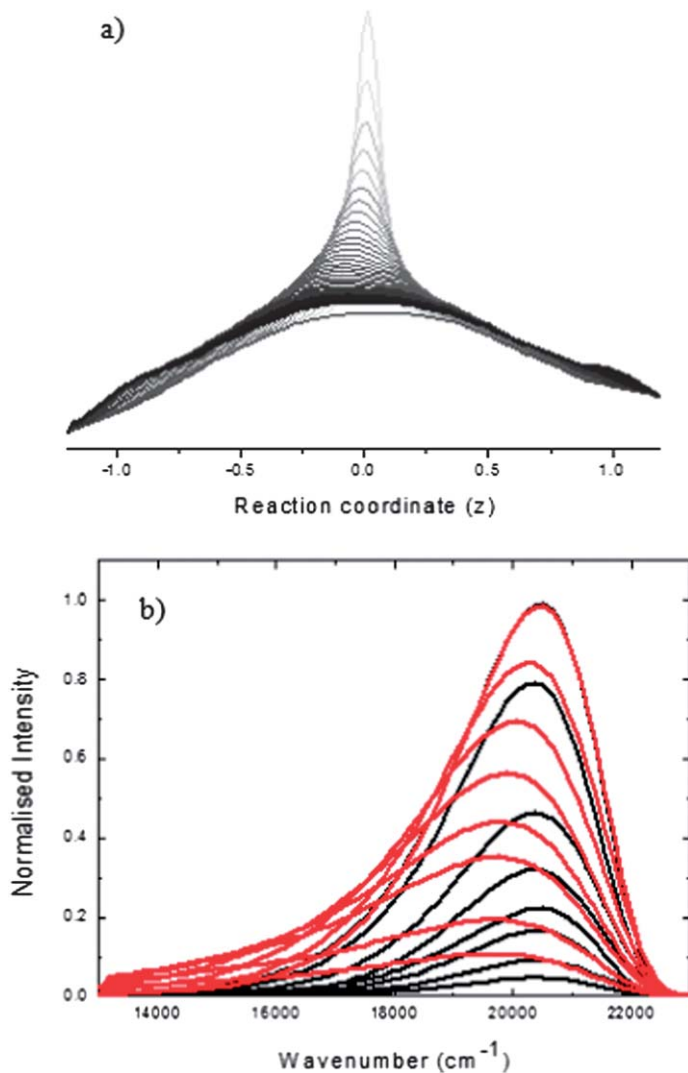 a)
-1.0 -0.5 0.0 0.5 1.0
Reaction coordinate (z)
b)
1.0
0.8
0.6
0.4
0.2
0.0
Normalised Intensity
14000 16000 18000 20000 22000
Wavenumber (cm-1)